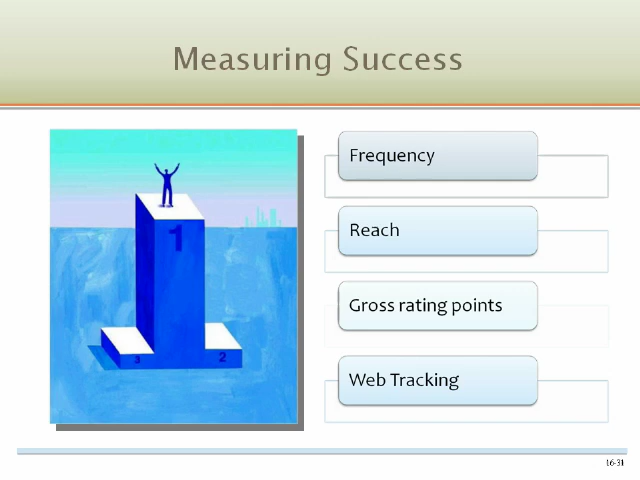 Measuring Success
Frequency
Reach
Gross rating points
Web Tracking
1
3
2
16-31